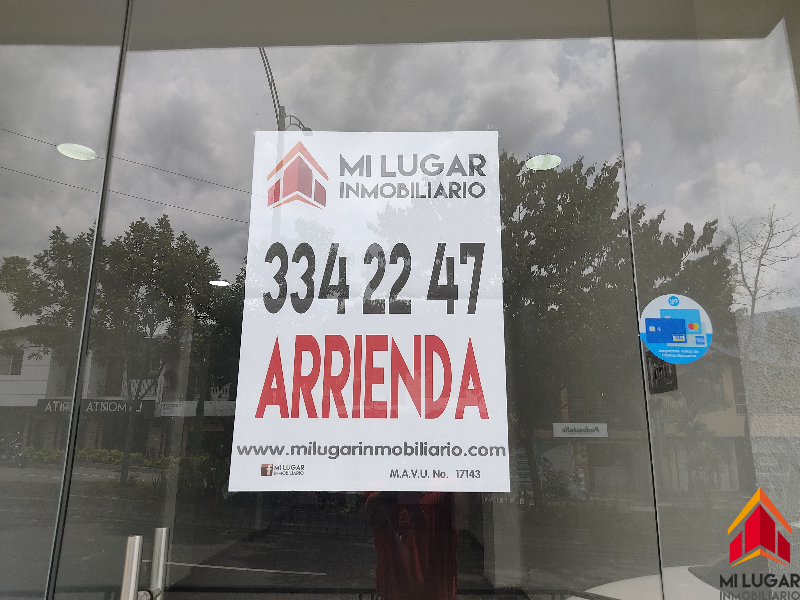 MI LUGAR
INMOBILIARIO
334 22 47
ARRIENDA
www.milugarinmobiliario.com
f MI LUGAR
INMOBILIARIO
M.A.V.U. No. 17143
MI LUGAR
INMOBILIARIO